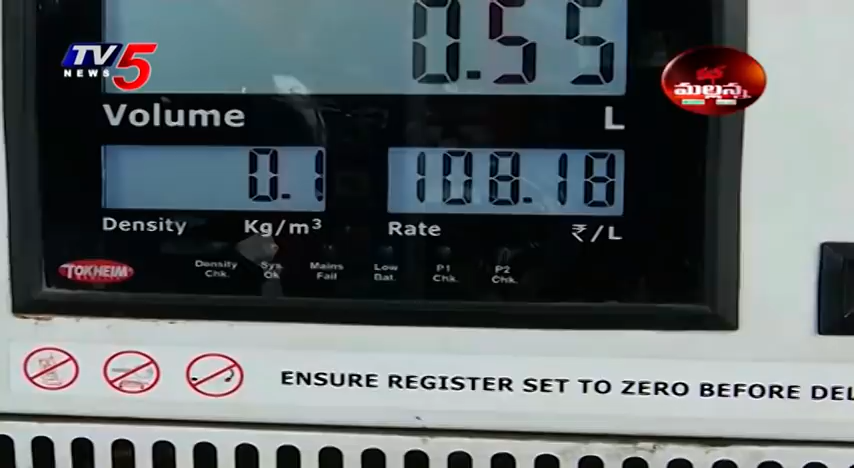 TV5
NEWS
మల్లన్న
0.55
Volume L
0.1 108.18
Density Kg/m³ Rate ₹/L
TOKHEIM
Density Chk. Sys Ok Mains Fail Low Bat. P1 Chk. P2 Chk.
ENSURE REGISTER SET TO ZERO BEFORE DEL